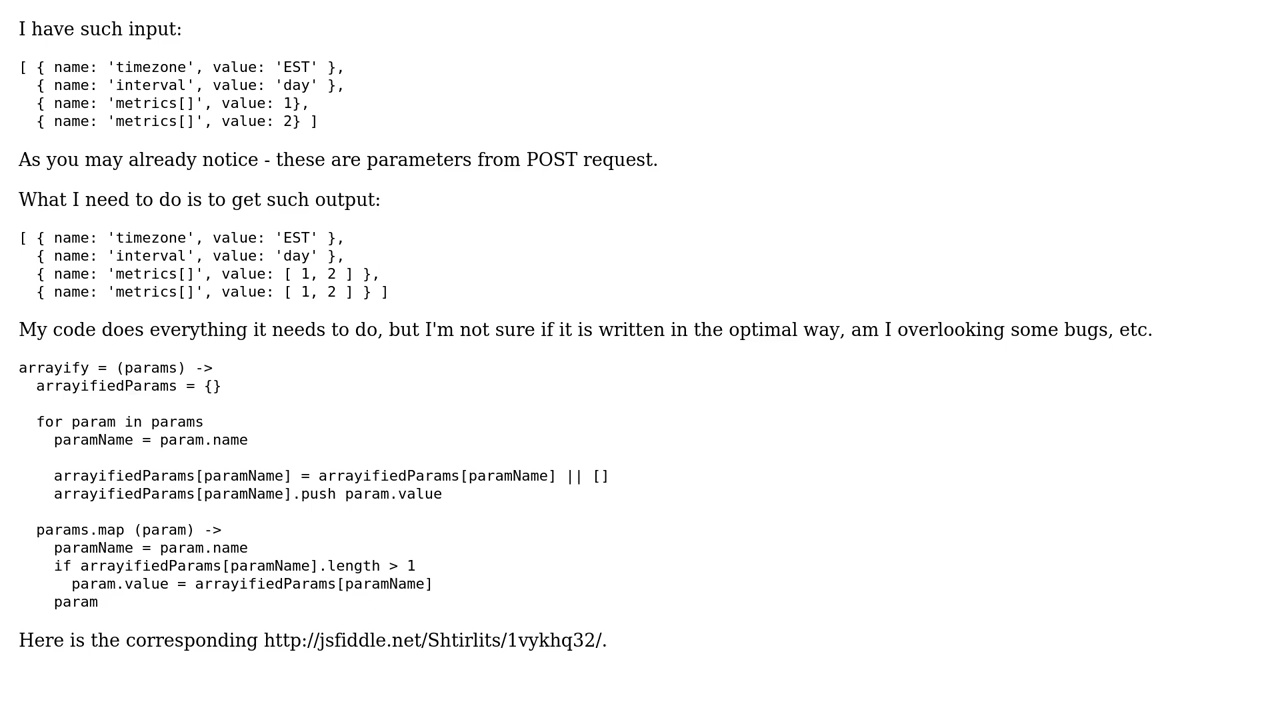 I have such input:
[ { name: 'timezone', value: 'EST' },
  { name: 'interval', value: 'day' },
  { name: 'metrics[]', value: 1},
  { name: 'metrics[]', value: 2} ]
As you may already notice - these are parameters from POST request.
What I need to do is to get such output:
[ { name: 'timezone', value: 'EST' },
  { name: 'interval', value: 'day' },
  { name: 'metrics[]', value: [ 1, 2 ] },
  { name: 'metrics[]', value: [ 1, 2 ] } ]
My code does everything it needs to do, but I'm not sure if it is written in the optimal way, am I overlooking some bugs, etc.
arrayify = (params) ->
  arrayifiedParams = {}
  for param in params
    paramName = param.name
    arrayifiedParams[paramName] = arrayifiedParams[paramName] || []
    arrayifiedParams[paramName].push param.value
  params.map (param) ->
    paramName = param.name
    if arrayifiedParams[paramName].length > 1
      param.value = arrayifiedParams[paramName]
    param
Here is the corresponding http://jsfiddle.net/Shtirlits/1vykhq32/.